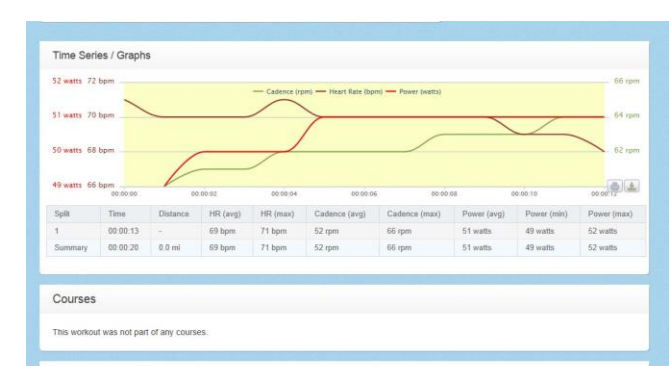 Time Series / Graphs
52 watts 72 bpm 66 rpm
Cadence (rpm) Heart Rate (bpm) Power (watts)
51 watts 70 bpm 64 rpm
50 watts 68 bpm 62 rpm
49 watts 66 bpm
00:00:00 00:00:02 00:00:04 00:00:06 00:00:08 00:00:10 00:00:12
Split Time Distance HR (avg) HR (max) Cadence (avg) Cadence (max) Power (avg) Power (min) Power (max)
1 00:00:13 - 69 bpm 71 bpm 52 rpm 66 rpm 51 watts 49 watts 52 watts
Summary 00:00:20 0.0 mi 69 bpm 71 bpm 52 rpm 66 rpm 51 watts 49 watts 52 watts
Courses
This workout was not part of any courses.